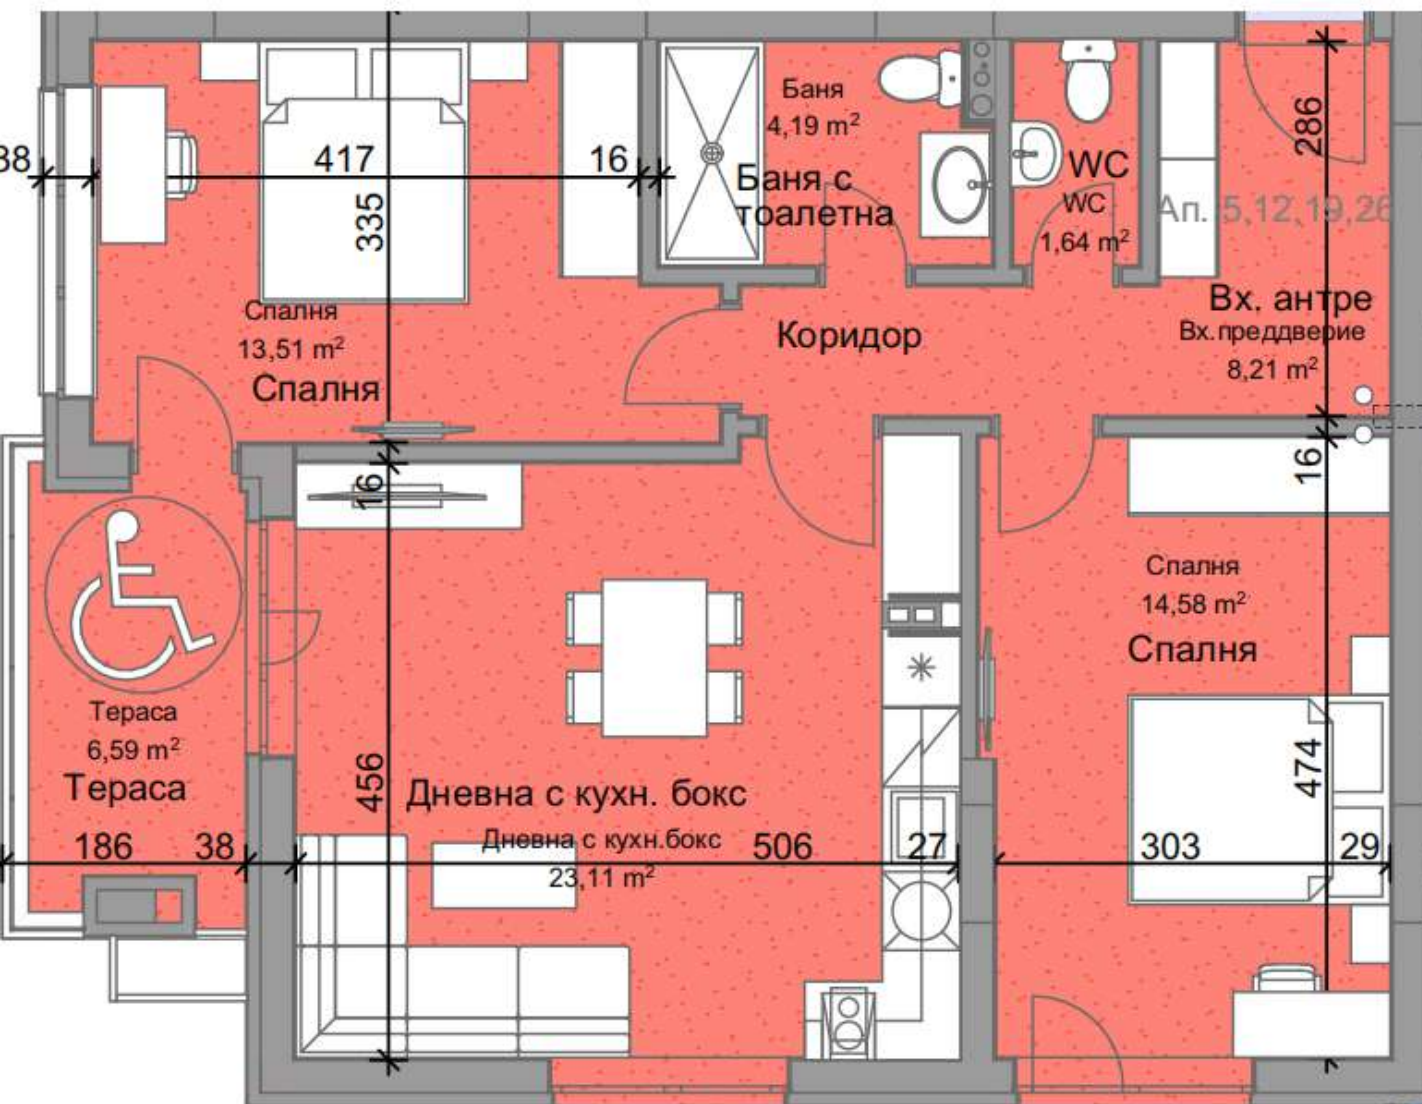 38
417
335
16
Баня
4,19 m²
Баня с
тоалетна
WC
WC
1,64 m²
286
Ап. 5,12,19,26
Вх. антре
Вх.преддверие
8,21 m²
Коридор
Спалня
13,51 m²
Спалня
16
16
Спалня
14,58 m²
Спалня
Тераса
6,59 m²
Тераса
186
38
456
Дневна с кухн. бокс
Дневна с кухн.бокс
23,11 m²
506
27
303
474
29